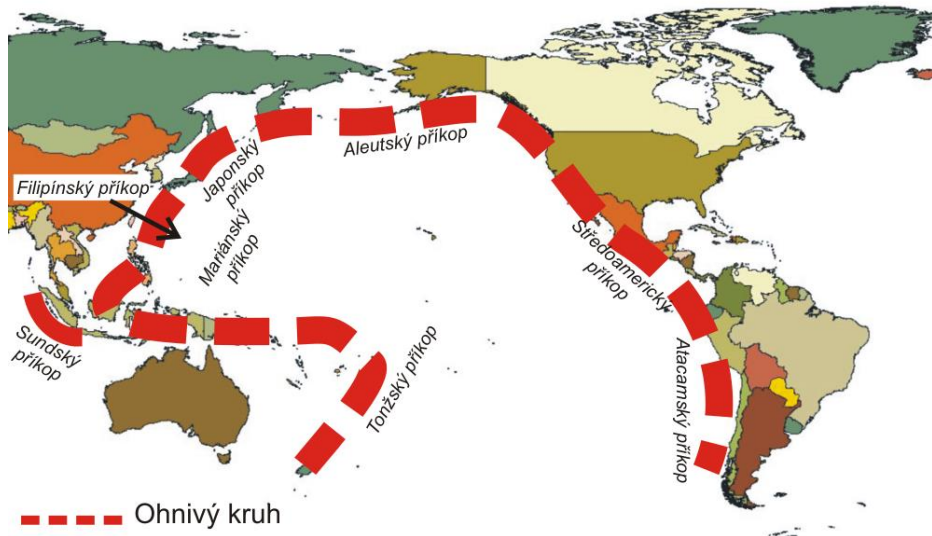 Aleutský příkop
Japonský
příkop
Filipínský příkop
Mariánský
příkop
Středoamerický
příkop
Sundský
příkop
Tonžský příkop
Atacamský příkop
Ohnivý kruh